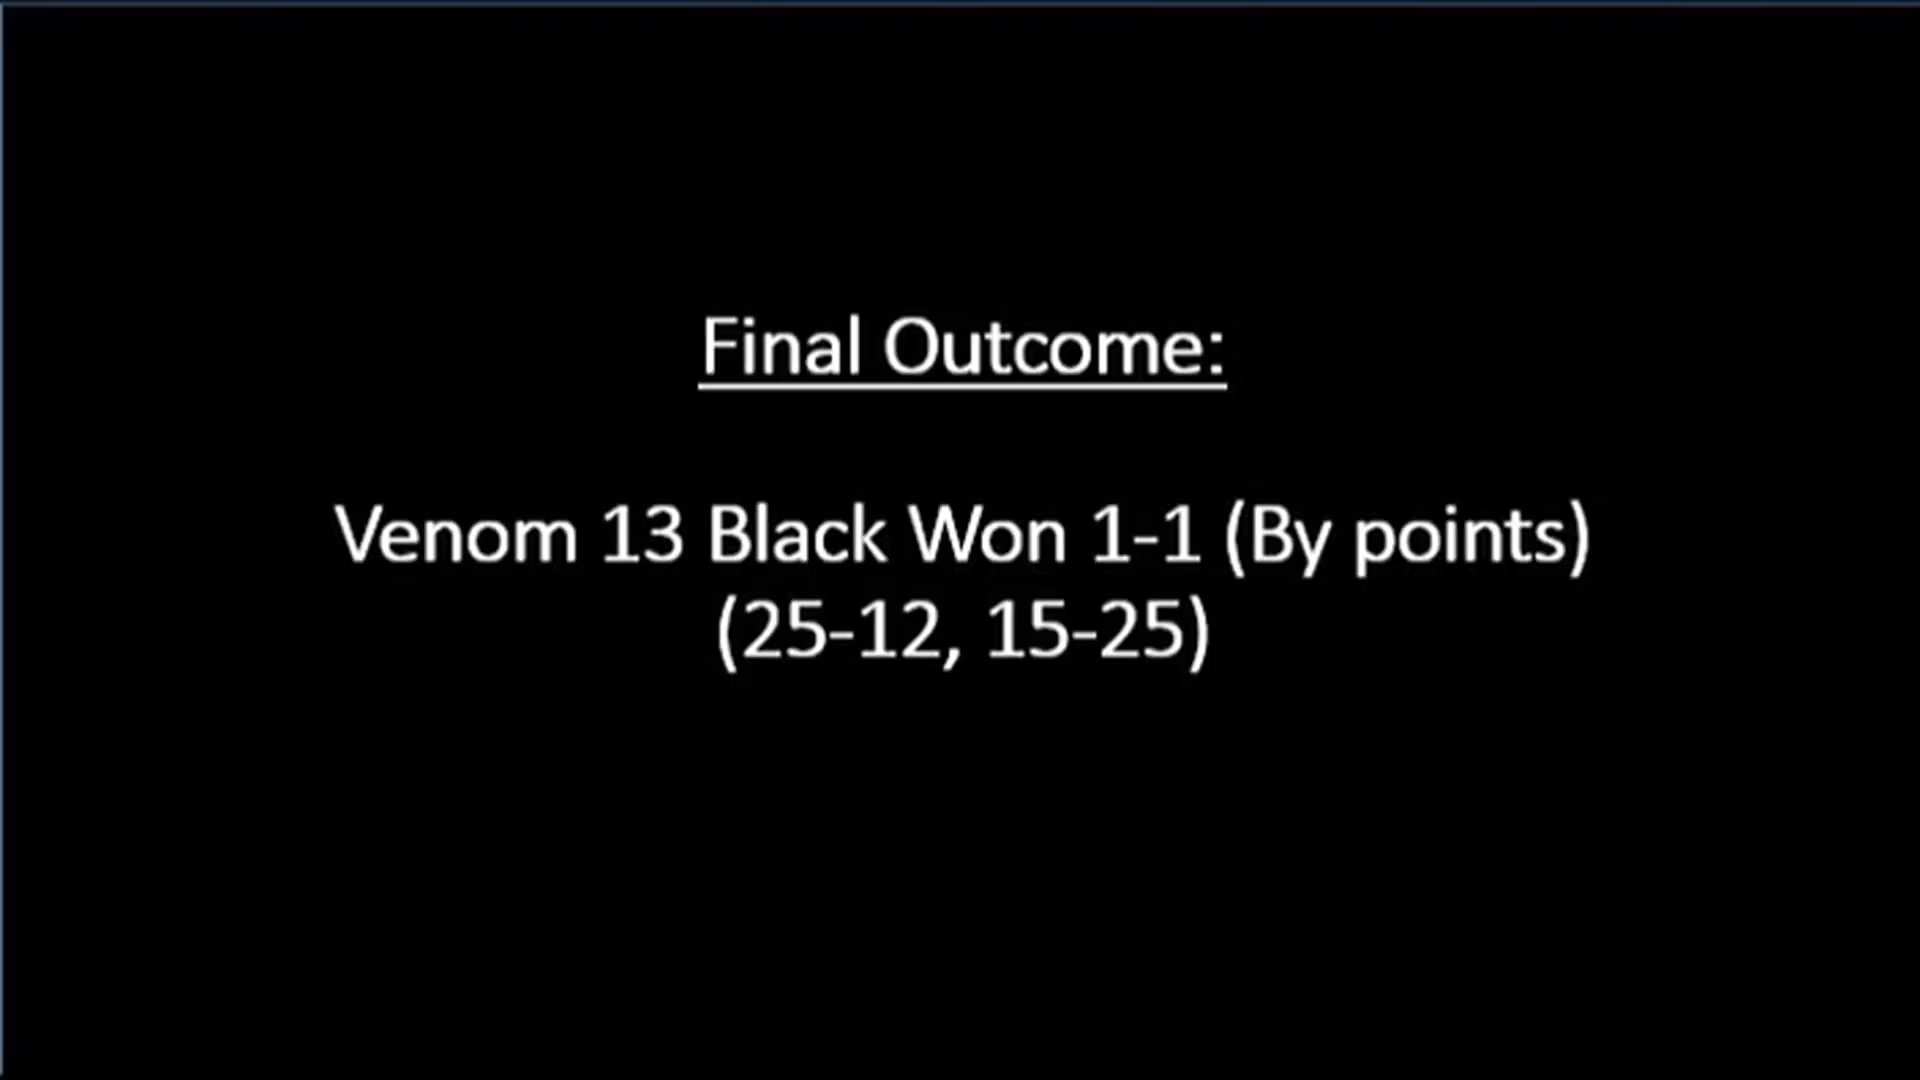 Final Outcome:
Venom 13 Black Won 1-1 (By points)
(25-12, 15-25)